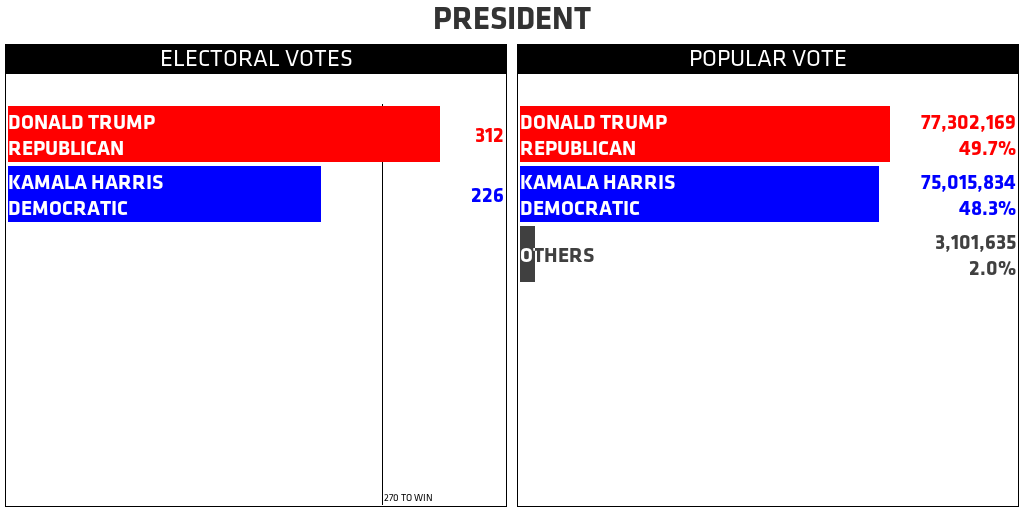 PRESIDENT
ELECTORAL VOTES
DONALD TRUMP
REPUBLICAN
312
KAMALA HARRIS
DEMOCRATIC
226
270 TO WIN
POPULAR VOTE
DONALD TRUMP
REPUBLICAN
77,302,169
49.7%
KAMALA HARRIS
DEMOCRATIC
75,015,834
48.3%
OTHERS
3,101,635
2.0%